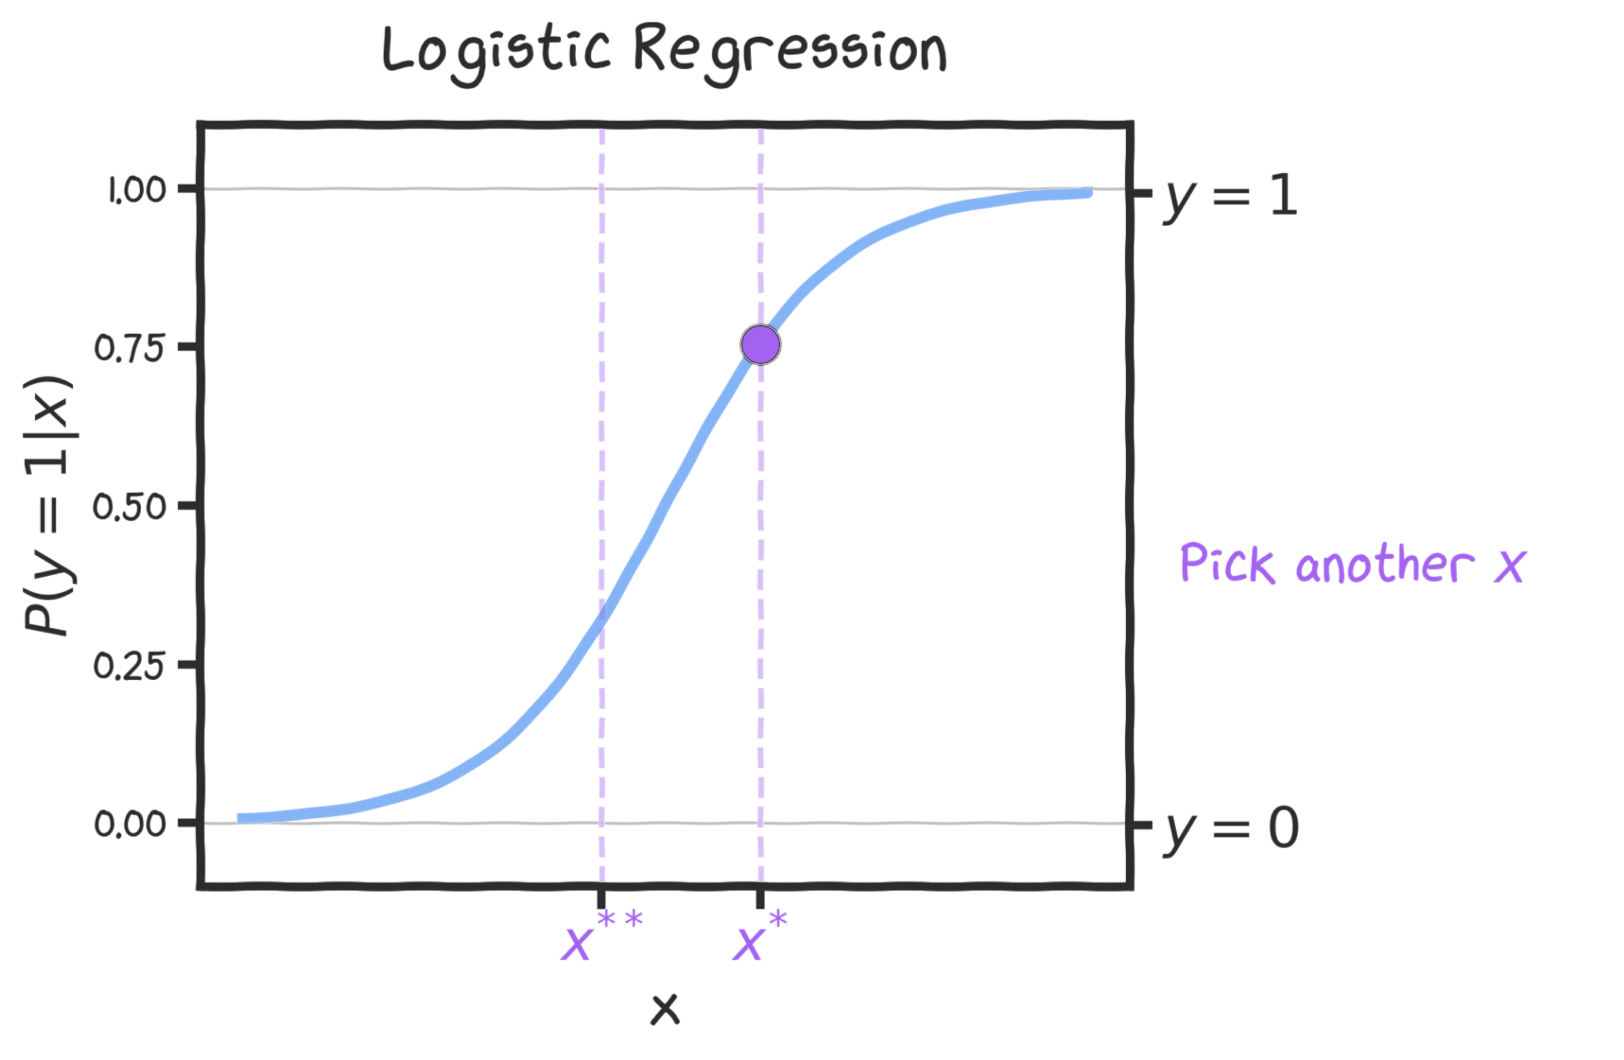 Logistic Regression
P(y = 1|x)
1.00
0.75
0.50
0.25
0.00
y = 1
Pick another x
y = 0
x** x*
x